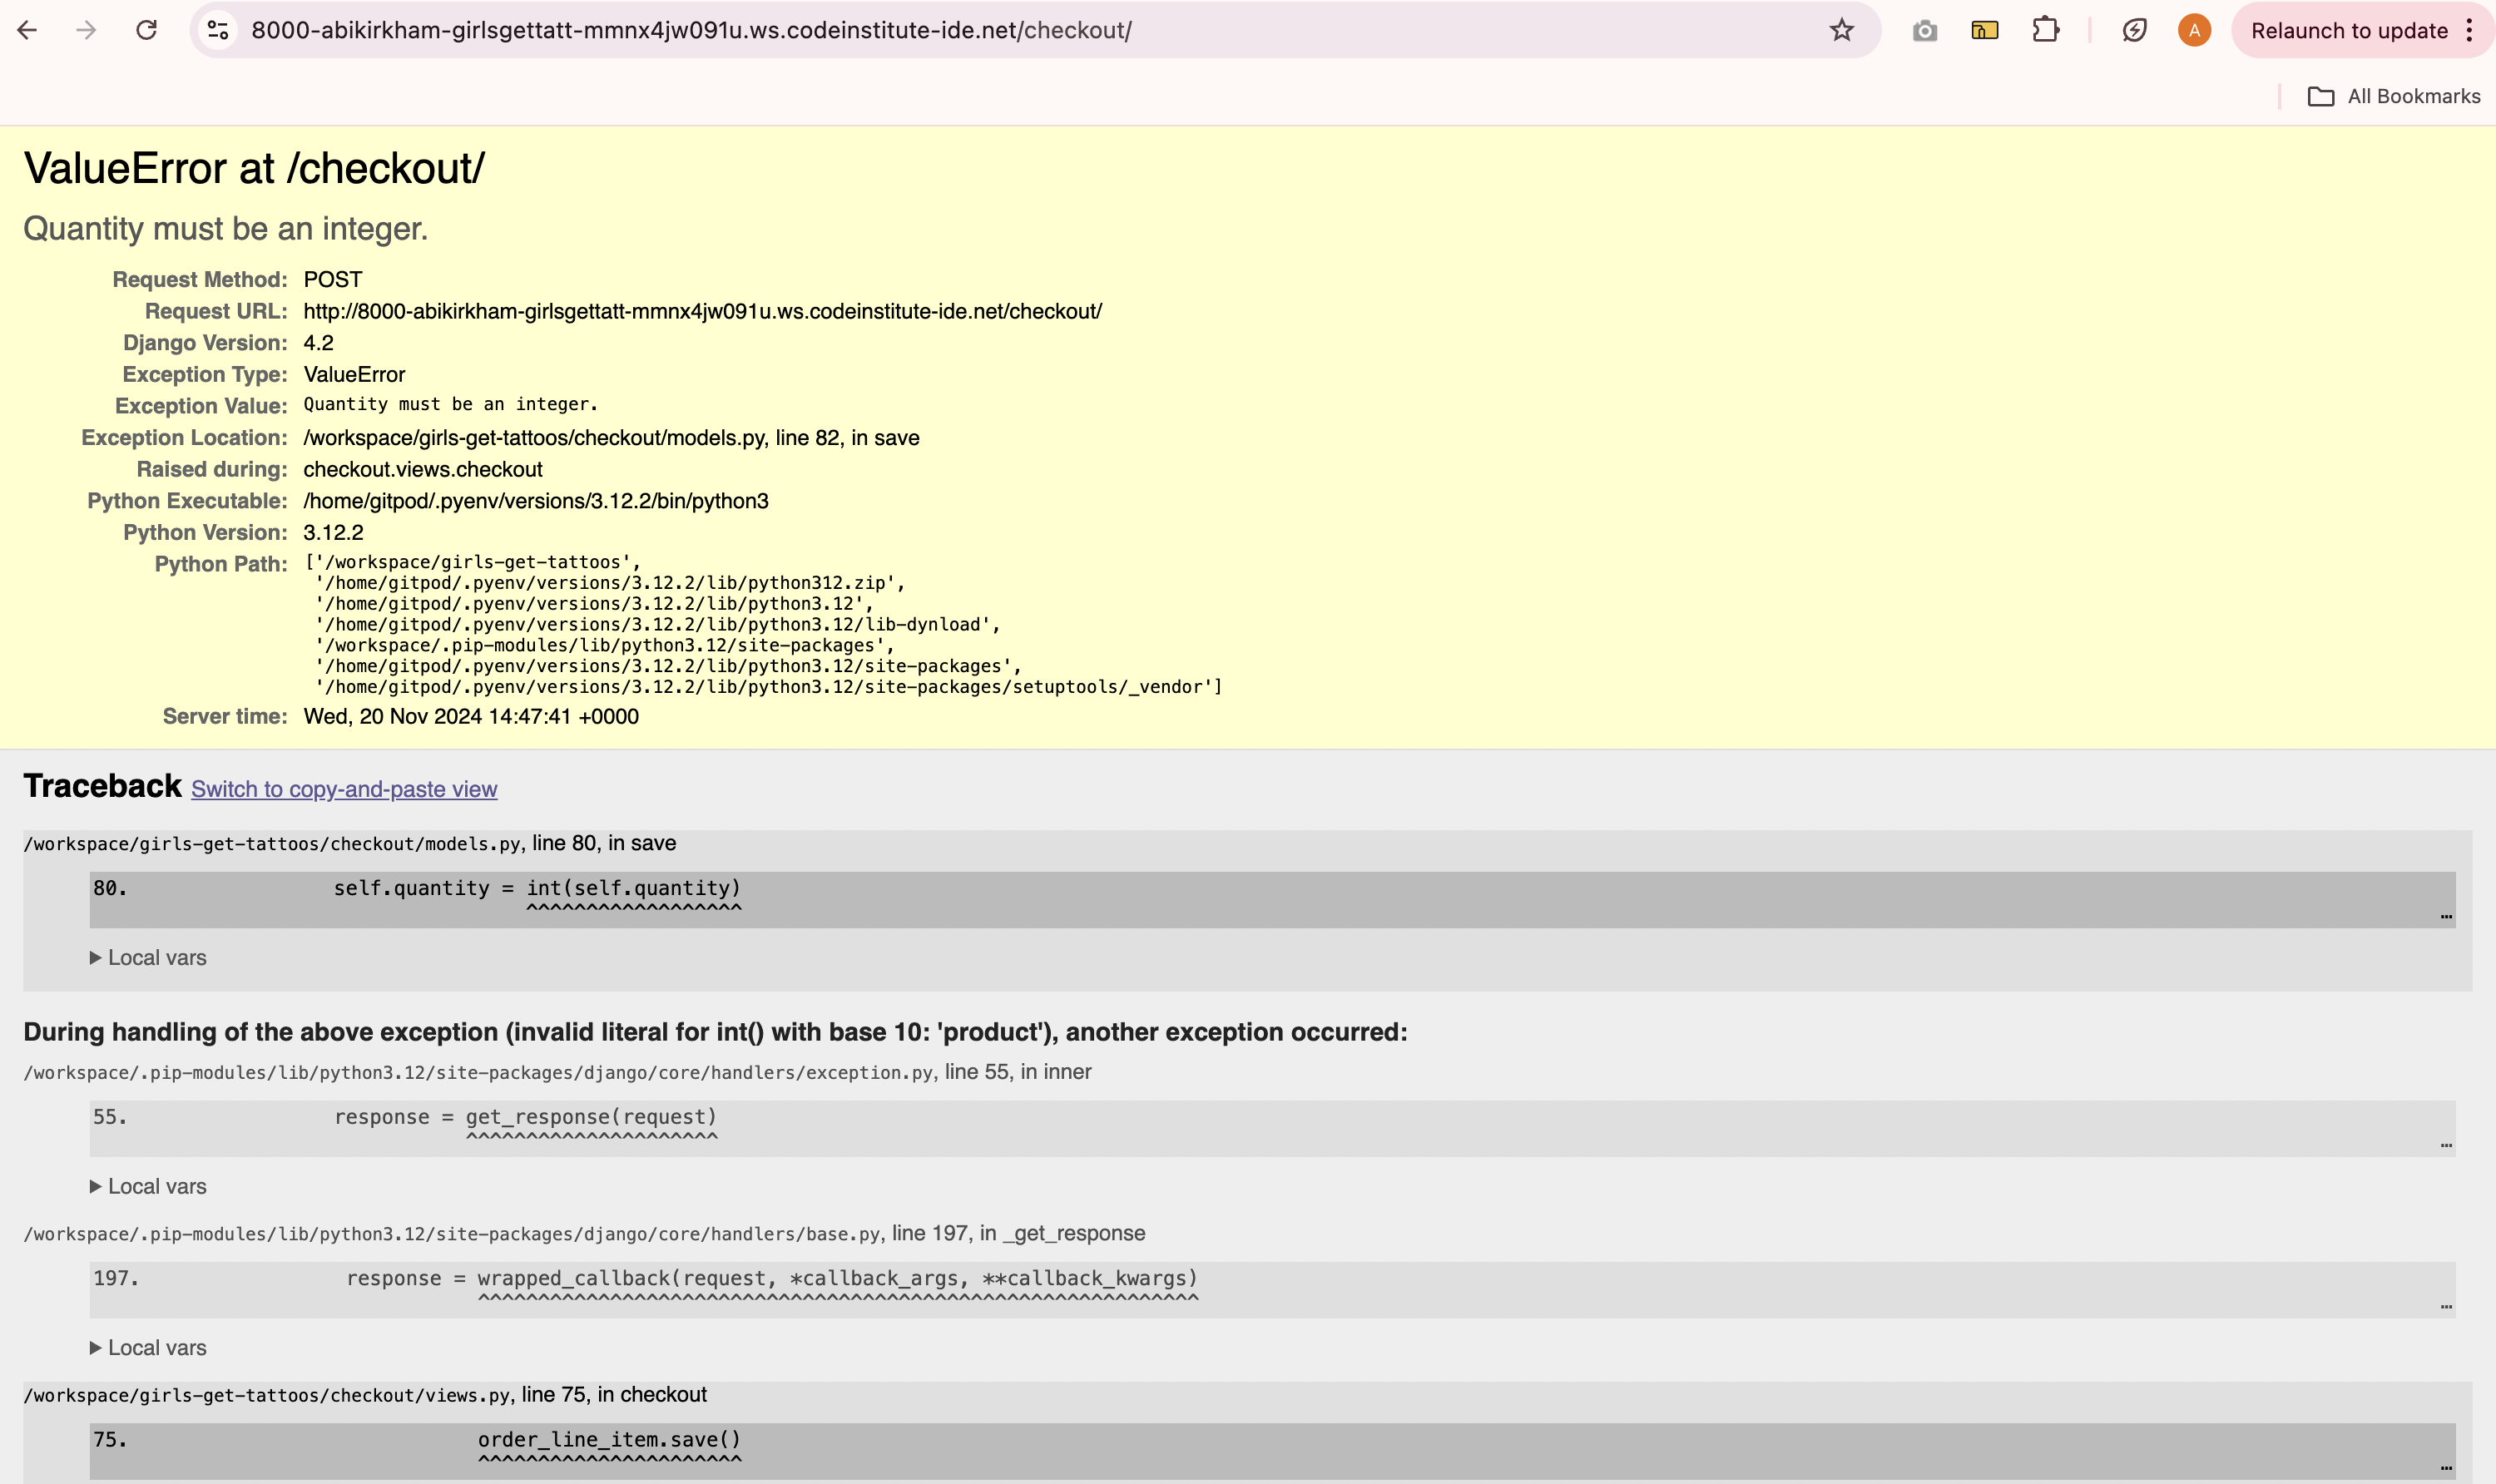 8000-abikirkham-girlsgettatt-mmnx4jw091u.ws.codeinstitute-ide.net/checkout/
A
Relaunch to update
All Bookmarks
ValueError at /checkout/
Quantity must be an integer.
Request Method: POST
Request URL: http://8000-abikirkham-girlsgettatt-mmnx4jw091u.ws.codeinstitute-ide.net/checkout/
Django Version: 4.2
Exception Type: ValueError
Exception Value: Quantity must be an integer.
Exception Location: /workspace/girls-get-tattoos/checkout/models.py, line 82, in save
Raised during: checkout.views.checkout
Python Executable: /home/gitpod/.pyenv/versions/3.12.2/bin/python3
Python Version: 3.12.2
Python Path: ['/workspace/girls-get-tattoos',
'/home/gitpod/.pyenv/versions/3.12.2/lib/python312.zip',
'/home/gitpod/.pyenv/versions/3.12.2/lib/python3.12',
'/home/gitpod/.pyenv/versions/3.12.2/lib/python3.12/lib-dynload',
'/workspace/.pip-modules/lib/python3.12/site-packages',
'/home/gitpod/.pyenv/versions/3.12.2/lib/python3.12/site-packages',
'/home/gitpod/.pyenv/versions/3.12.2/lib/python3.12/site-packages/setuptools/_vendor']
Server time: Wed, 20 Nov 2024 14:47:41 +0000
Traceback Switch to copy-and-paste view
/workspace/girls-get-tattoos/checkout/models.py, line 80, in save
80. self.quantity = int(self.quantity)
^^^^^^^^^^^^^^^^^^
…
▶ Local vars
During handling of the above exception (invalid literal for int() with base 10: 'product'), another exception occurred:
/workspace/.pip-modules/lib/python3.12/site-packages/django/core/handlers/exception.py, line 55, in inner
55. response = get_response(request)
^^^^^^^^^^^^^^^^^^^^^
…
▶ Local vars
/workspace/.pip-modules/lib/python3.12/site-packages/django/core/handlers/base.py, line 197, in _get_response
197. response = wrapped_callback(request, *callback_args, **callback_kwargs)
^^^^^^^^^^^^^^^^^^^^^^^^^^^^^^^^^^^^^^^^^^^^^^^^^^^^^^^^^^^^
…
▶ Local vars
/workspace/girls-get-tattoos/checkout/views.py, line 75, in checkout
75. order_line_item.save()
^^^^^^^^^^^^^^^^^^^^^^
…